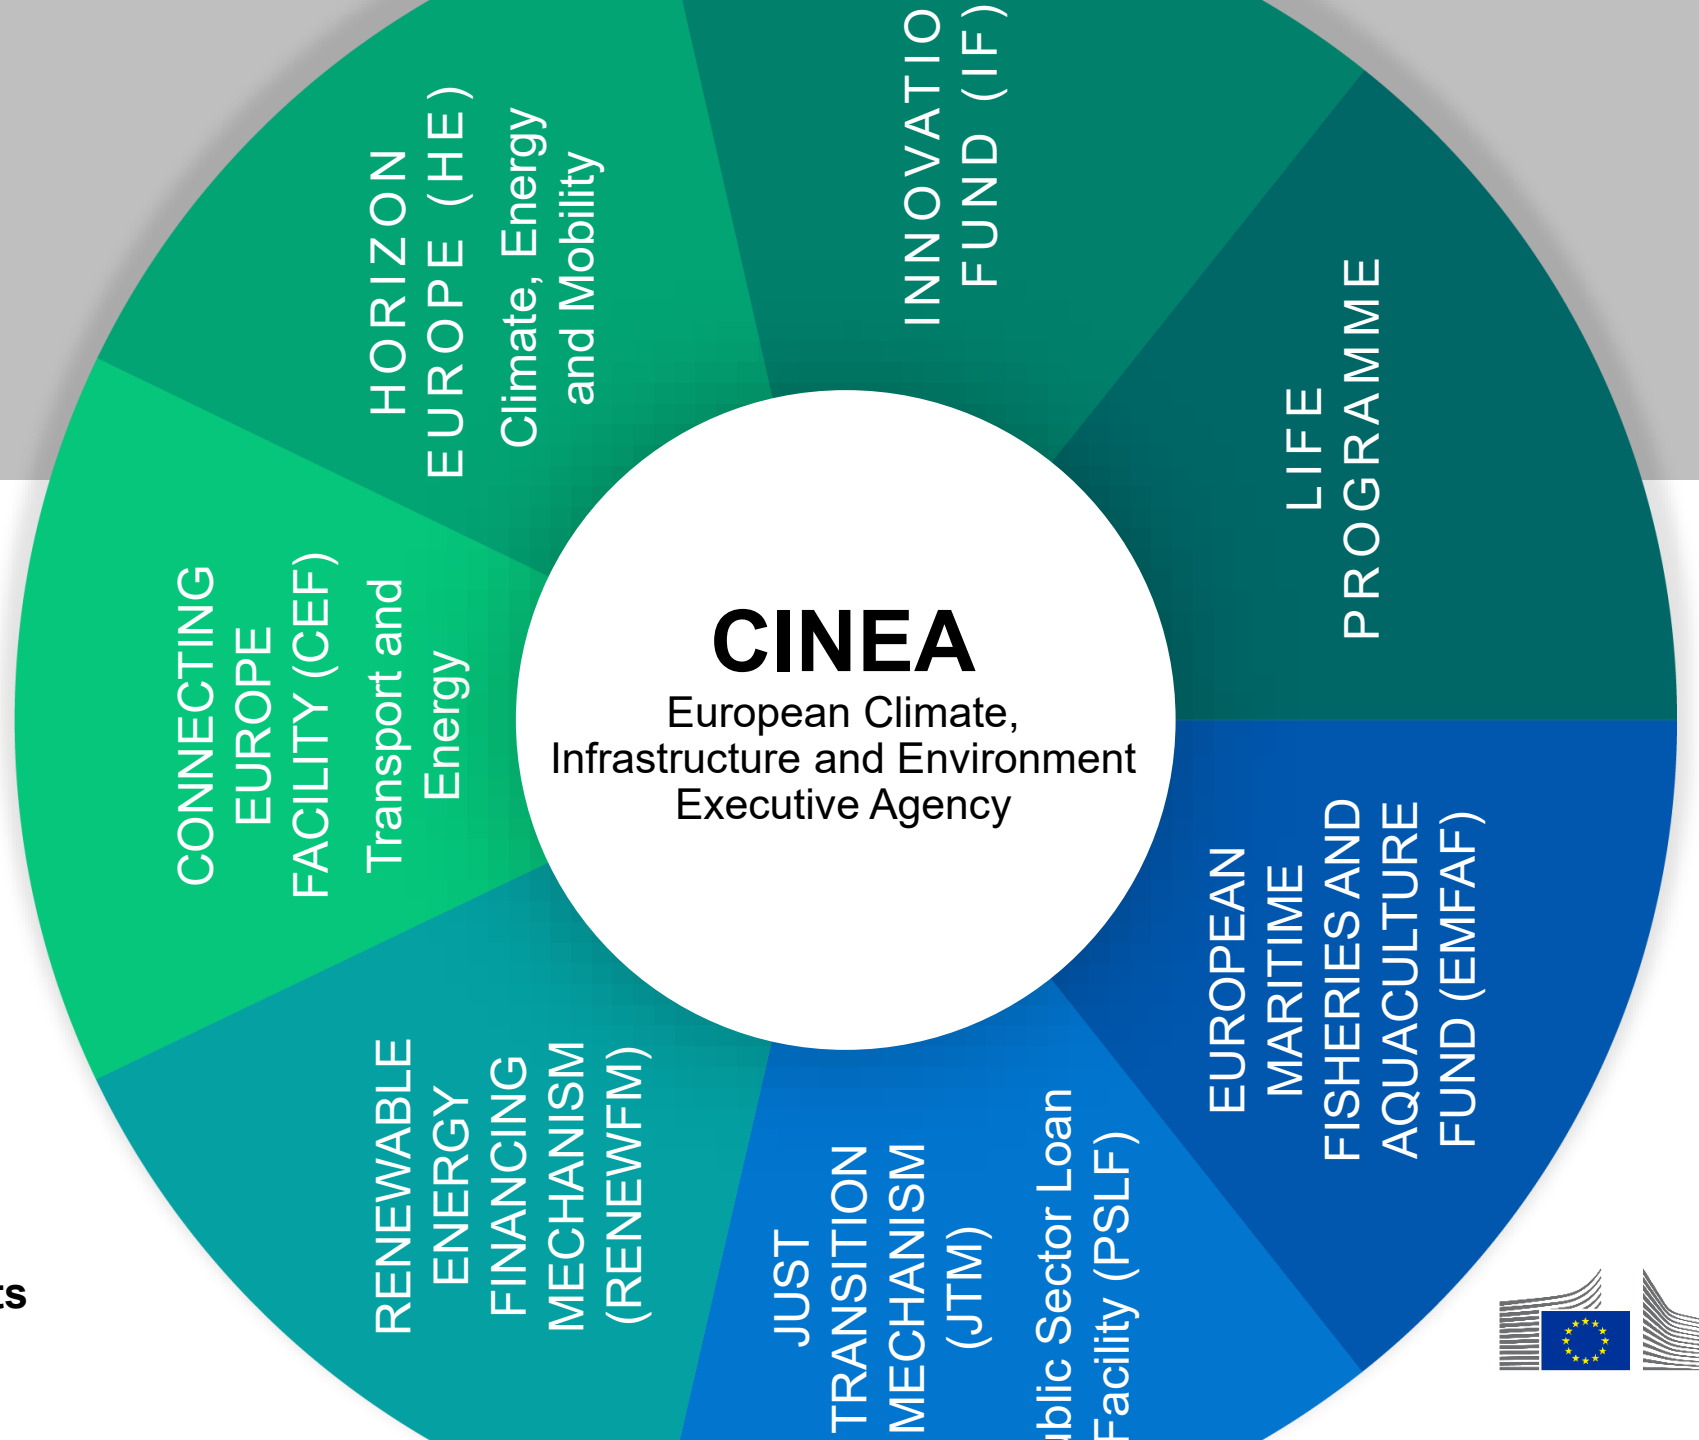 INNOVATIO
FUND (IF)
HORIZON
EUROPE (HE)
Climate, Energy
and Mobility
LIFE
PROGRAMME
CONNECTING
EUROPE
FACILITY (CEF)
Transport and
Energy
CINEA
European Climate,
Infrastructure and Environment
Executive Agency
EUROPEAN
MARITIME
FISHERIES AND
AQUACULTURE
FUND (EMFAF)
RENEWABLE
ENERGY
FINANCING
MECHANISM
(RENEWFM)
JUST
TRANSITION
MECHANISM
(JTM)
ublic Sector Loan
Facility (PSLF)
ts